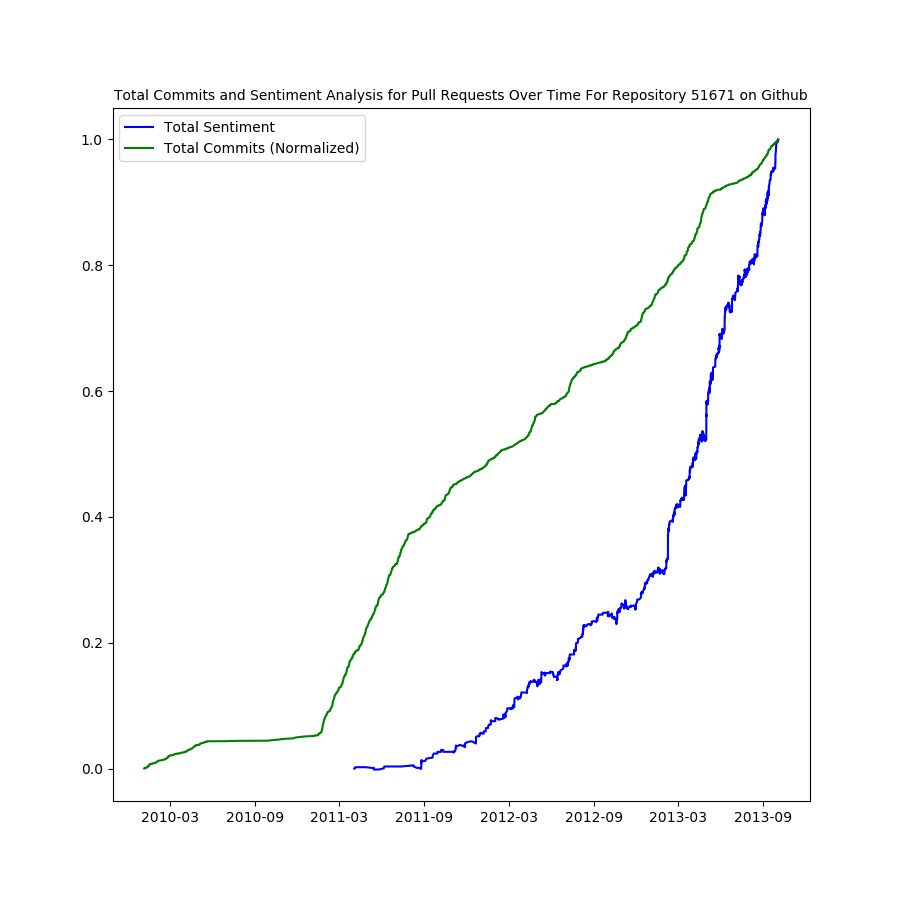 Total Commits and Sentiment Analysis for Pull Requests Over Time For Repository 51671 on Github
Total Sentiment
Total Commits (Normalized)
1.0
0.8
0.6
0.4
0.2
0.0
2010-03 2010-09 2011-03 2011-09 2012-03 2012-09 2013-03 2013-09